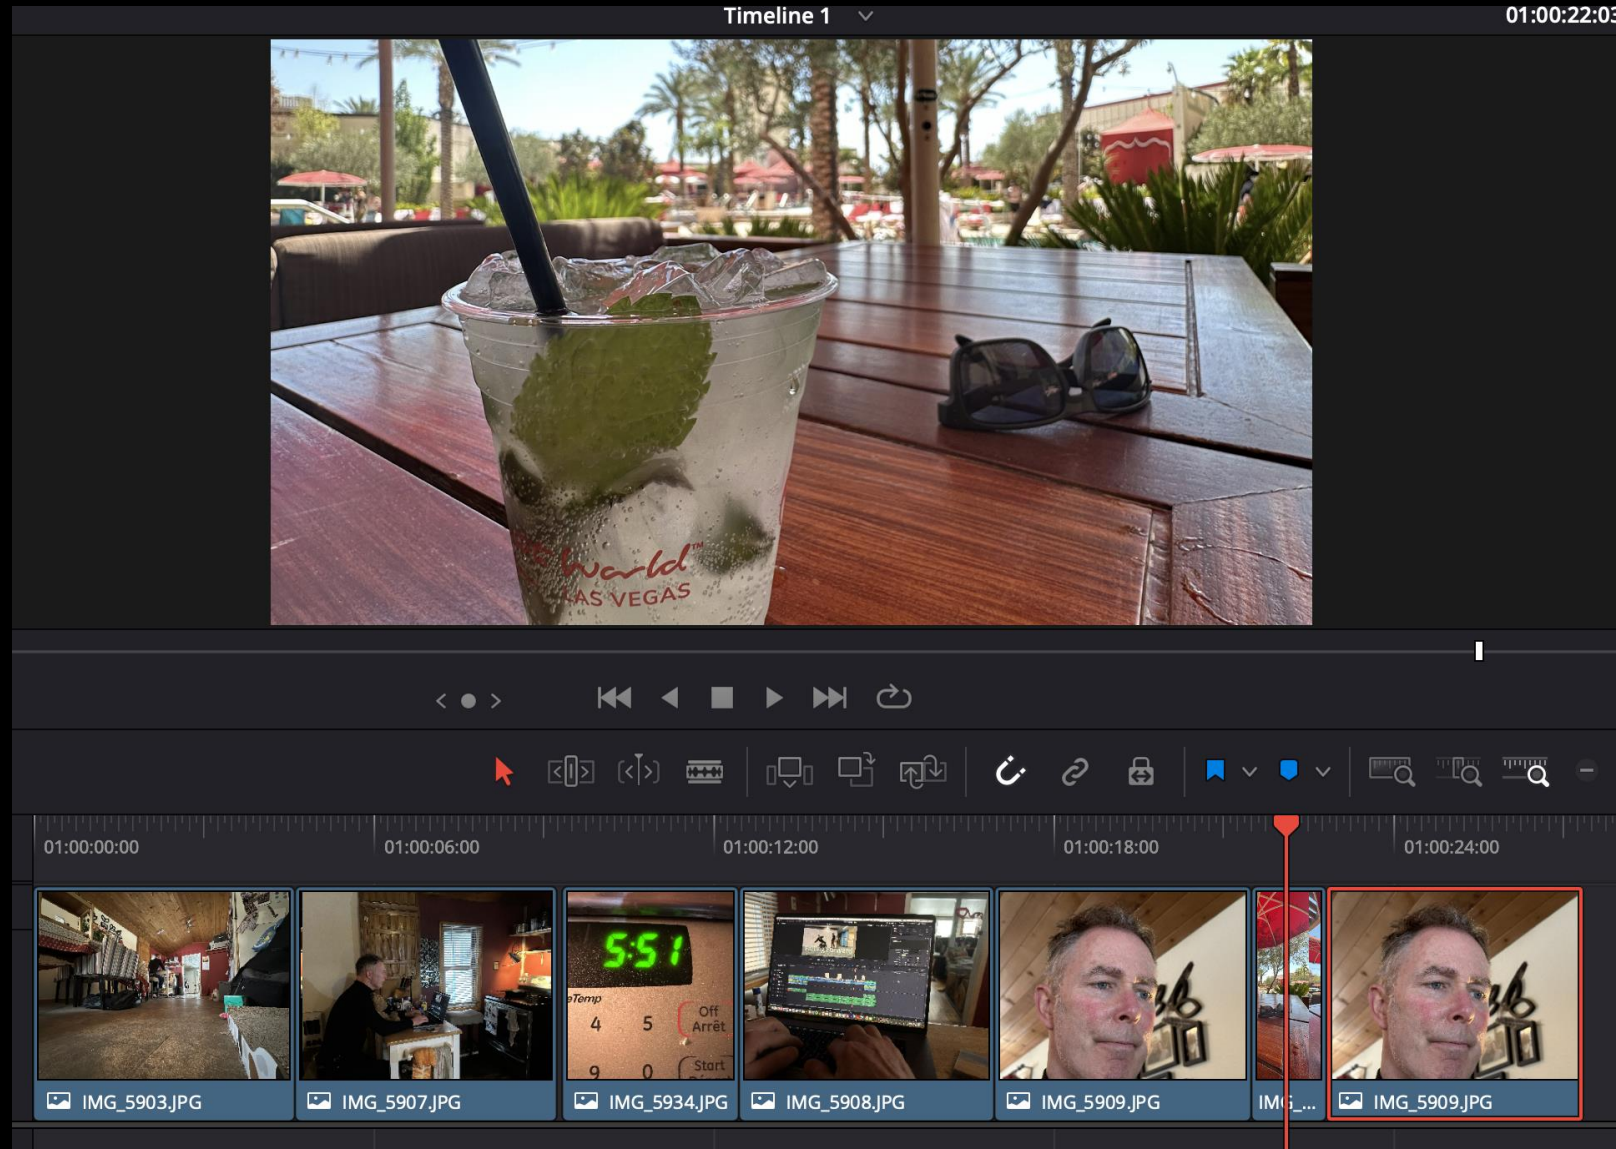 Timeline 1
01:00:22:03
World™
LAS VEGAS
01:00:00:00
01:00:06:00
01:00:12:00
01:00:18:00
01:00:24:00
5:51
eTemp
4
5
Off
Arrêt
9
0
Start
IMG_5903.JPG
IMG_5907.JPG
IMG_5934.JPG
IMG_5908.JPG
IMG_5909.JPG
IMG_...
IMG_5909.JPG